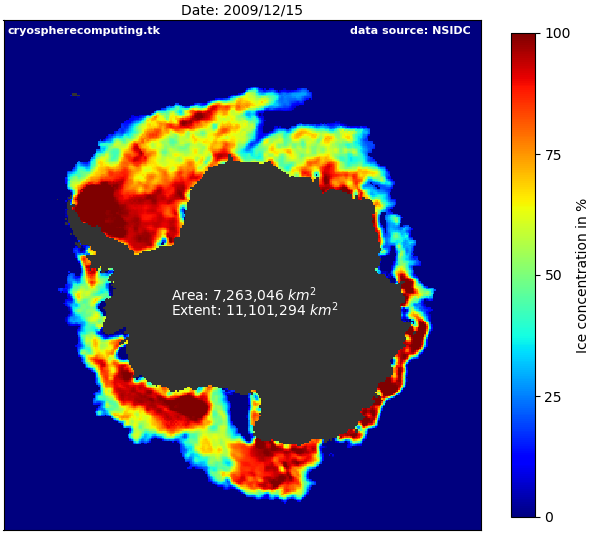 Date: 2009/12/15
cryospherecomputing.tk data source: NSIDC
Area: 7,263,046 km²
Extent: 11,101,294 km²
100
75
50
25
0
Ice concentration in %